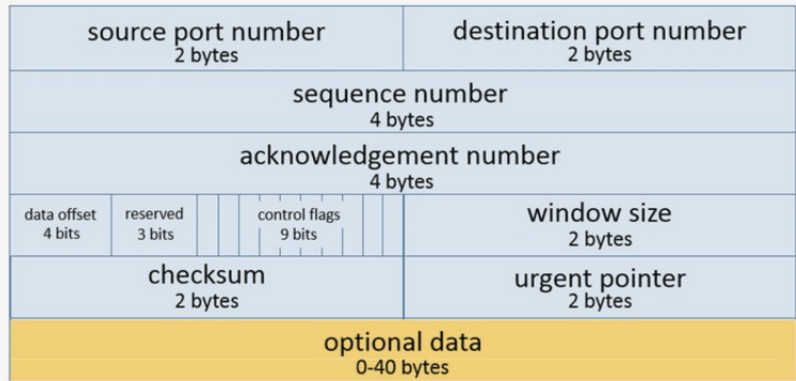 source port number
2 bytes
destination port number
2 bytes
sequence number
4 bytes
acknowledgement number
4 bytes
data offset
4 bits
reserved
3 bits
control flags
9 bits
window size
2 bytes
checksum
2 bytes
urgent pointer
2 bytes
optional data
0-40 bytes